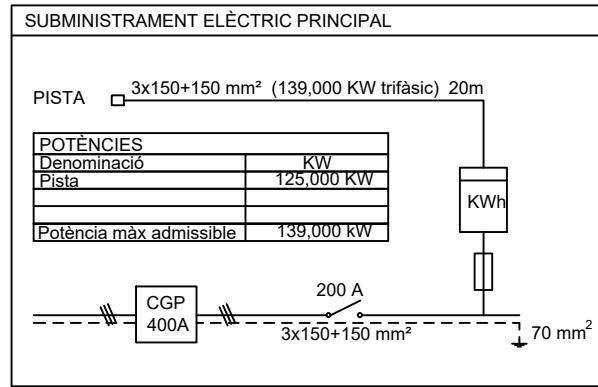 SUBMINISTRAMENT ELÈCTRIC PRINCIPAL
PISTA 3x150+150 mm² (139,000 KW trifàsic) 20m
POTÈNCIES
Denominació KW
Pista 125,000 KW
Potència màx admissible 139,000 kW
KWh
CGP
400A
200 A
3x150+150 mm²
70 mm²